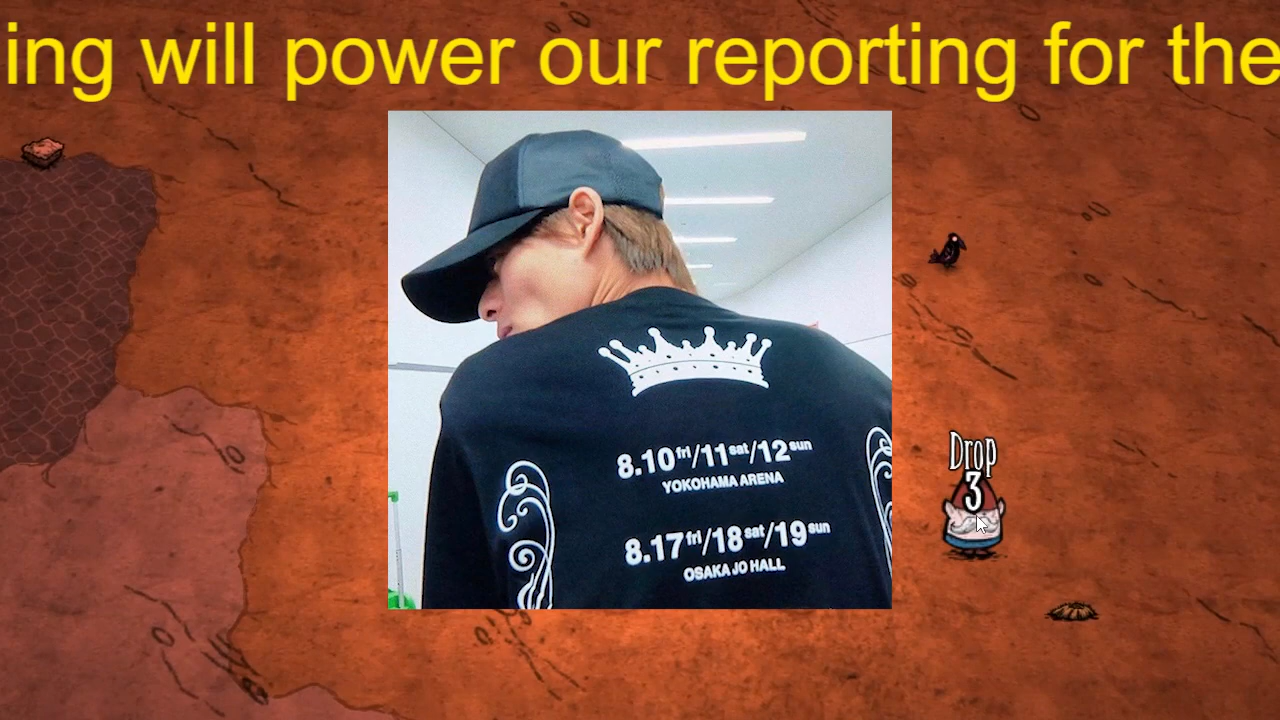 ing will power our reporting for the
8.10fri/11sat/12sun
YOKOHAMA ARENA
8.17fri/18sat/19sun
OSAKA JO HALL
Drop
3